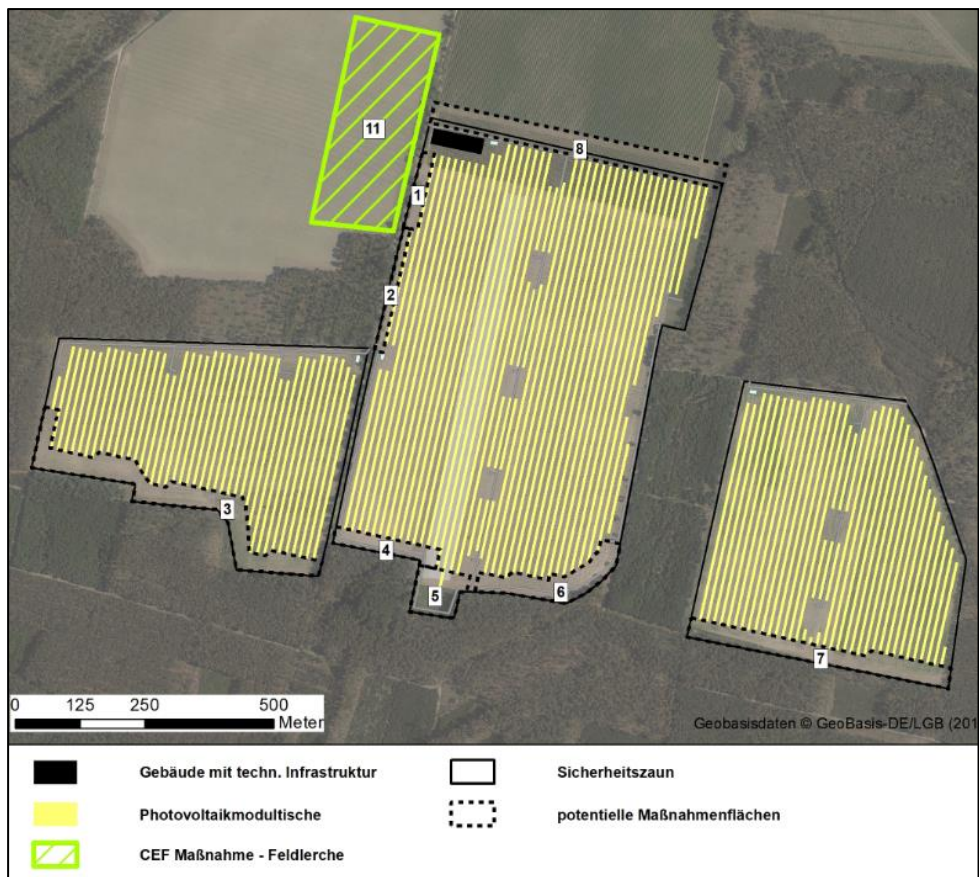 11
8
1
2
3
4
5
6
7
0 125 250 500
Meter
Geobasisdaten © GeoBasis-DE/LGB (201
Gebäude mit techn. Infrastruktur
Sicherheitszaun
Photovoltaikmodultische
potentielle Maßnahmenflächen
CEF Maßnahme - Feldlerche